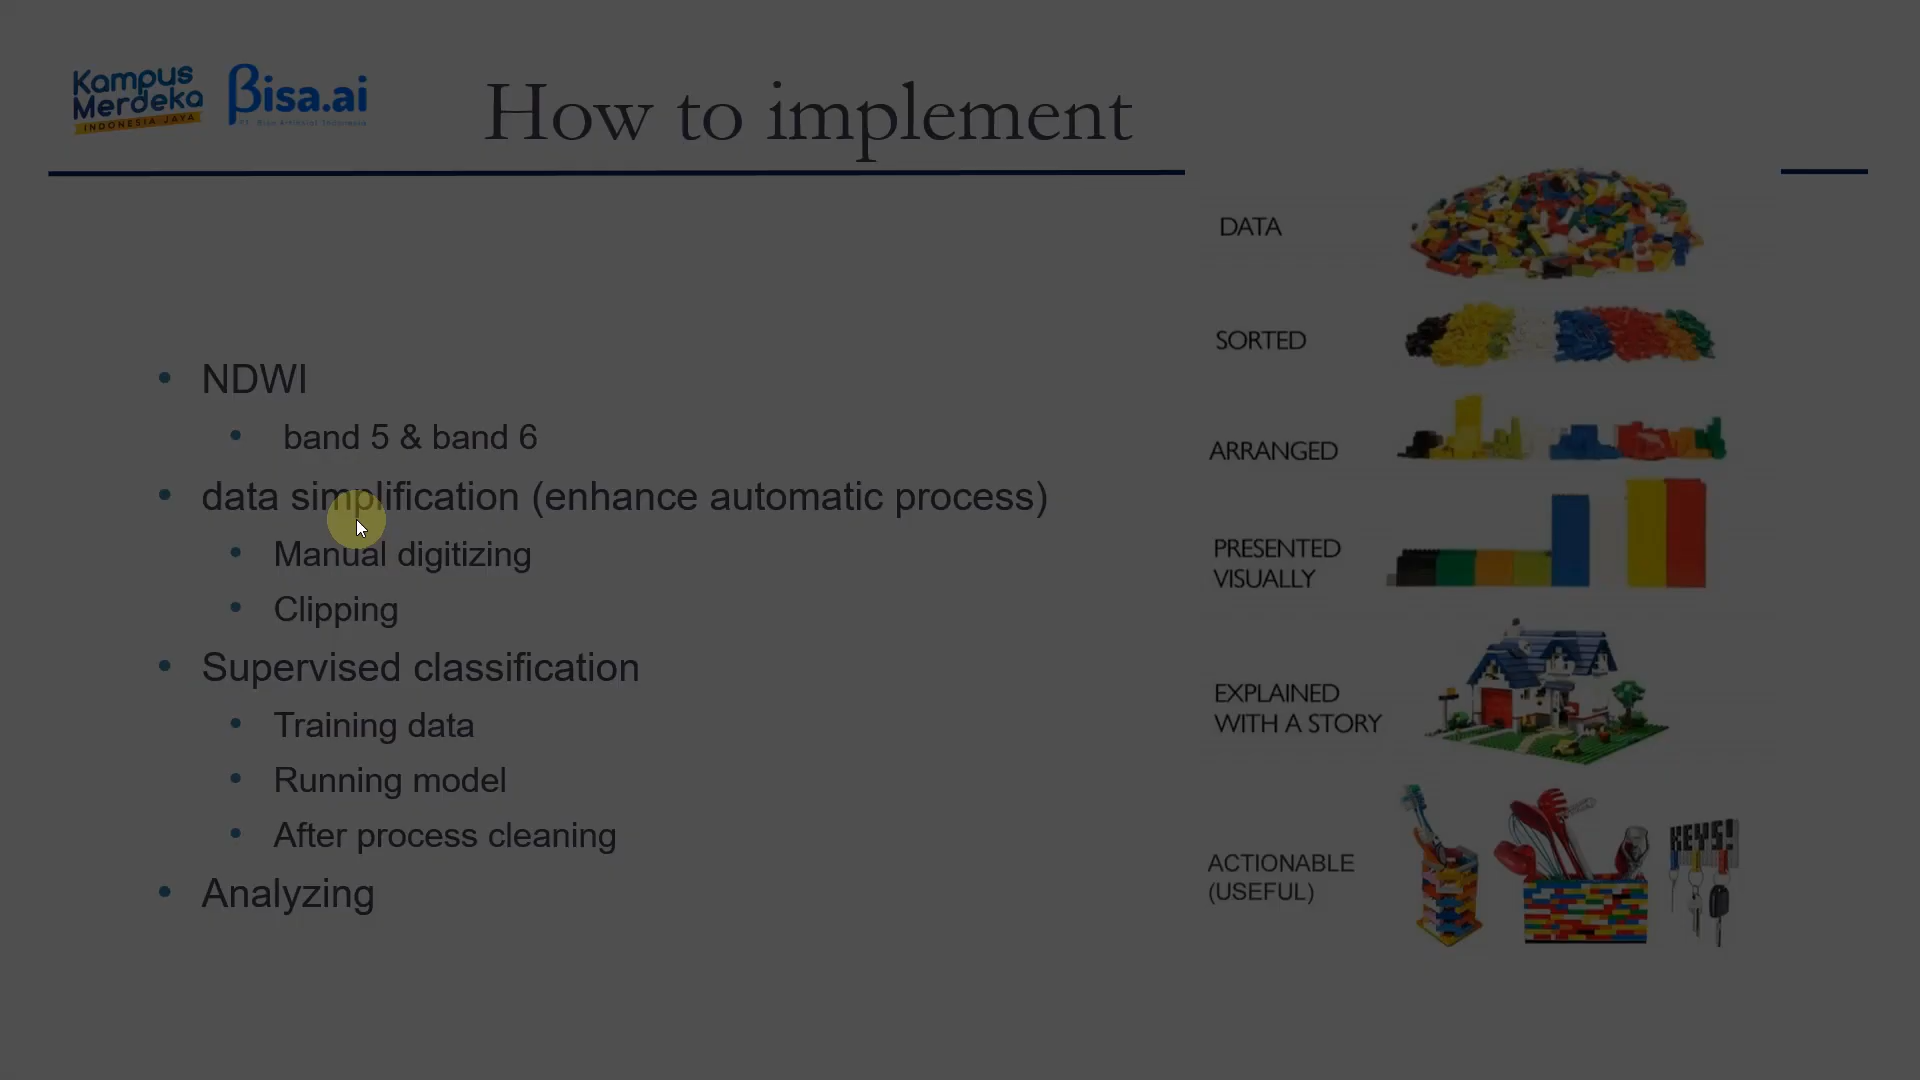 Kampus
Merdeka
INDONESIA JAYA
Bisa.ai
How to implement
NDWI
band 5 & band 6
data simplification (enhance automatic process)
Manual digitizing
Clipping
Supervised classification
Training data
Running model
After process cleaning
Analyzing
DATA
SORTED
ARRANGED
PRESENTED
VISUALLY
EXPLAINED
WITH A STORY
ACTIONABLE
(USEFUL)
KEYS!